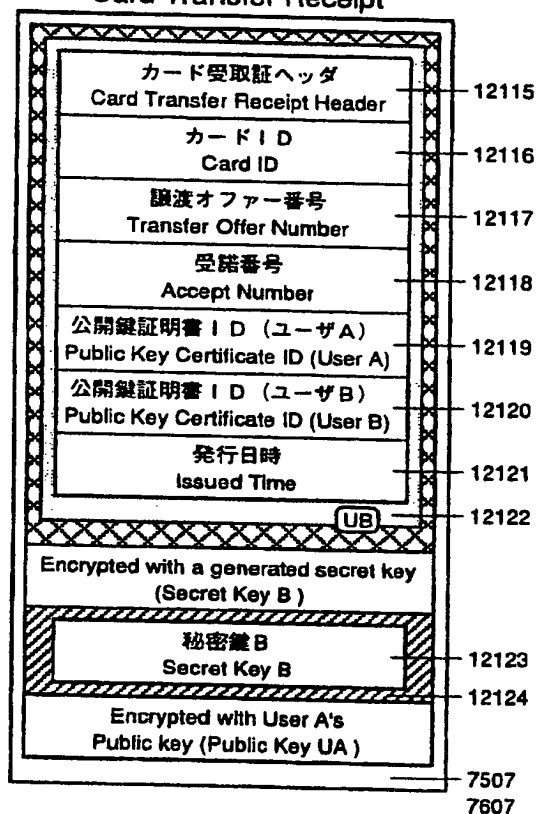 Card Transfer Receipt
カード受取証ヘッダ
Card Transfer Receipt Header
12115
カードID
Card ID
12116
譲渡オファー番号
Transfer Offer Number
12117
受諾番号
Accept Number
12118
公開鍵証明書ID (ユーザA)
Public Key Certificate ID (User A)
12119
公開鍵証明書ID (ユーザB)
Public Key Certificate ID (User B)
12120
発行日時
Issued Time
12121
UB
12122
Encrypted with a generated secret key
(Secret Key B )
秘密鍵B
Secret Key B
12123
12124
Encrypted with User A's
Public key (Public Key UA )
7507
7607